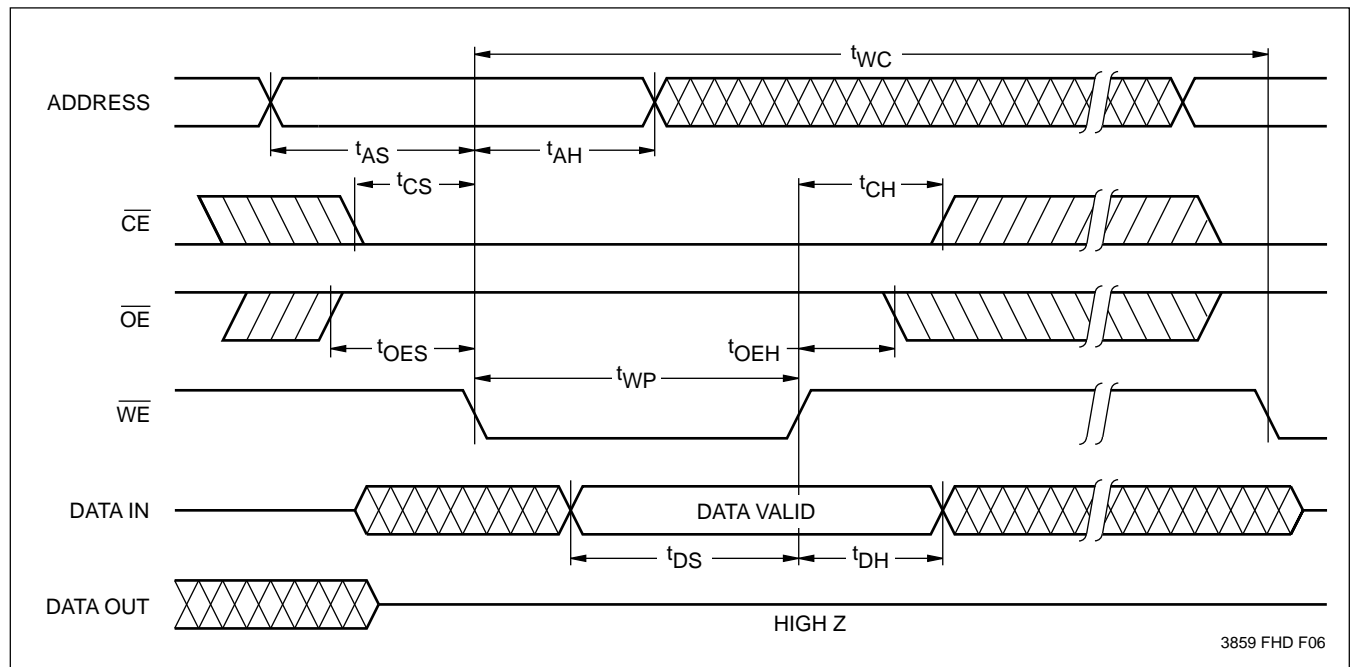 tWC
ADDRESS
tAS tAH
tCS tCH
CE
OE
tOES tOEH
tWP
WE
DATA IN DATA VALID
tDS tDH
DATA OUT
HIGH Z
3859 FHD F06